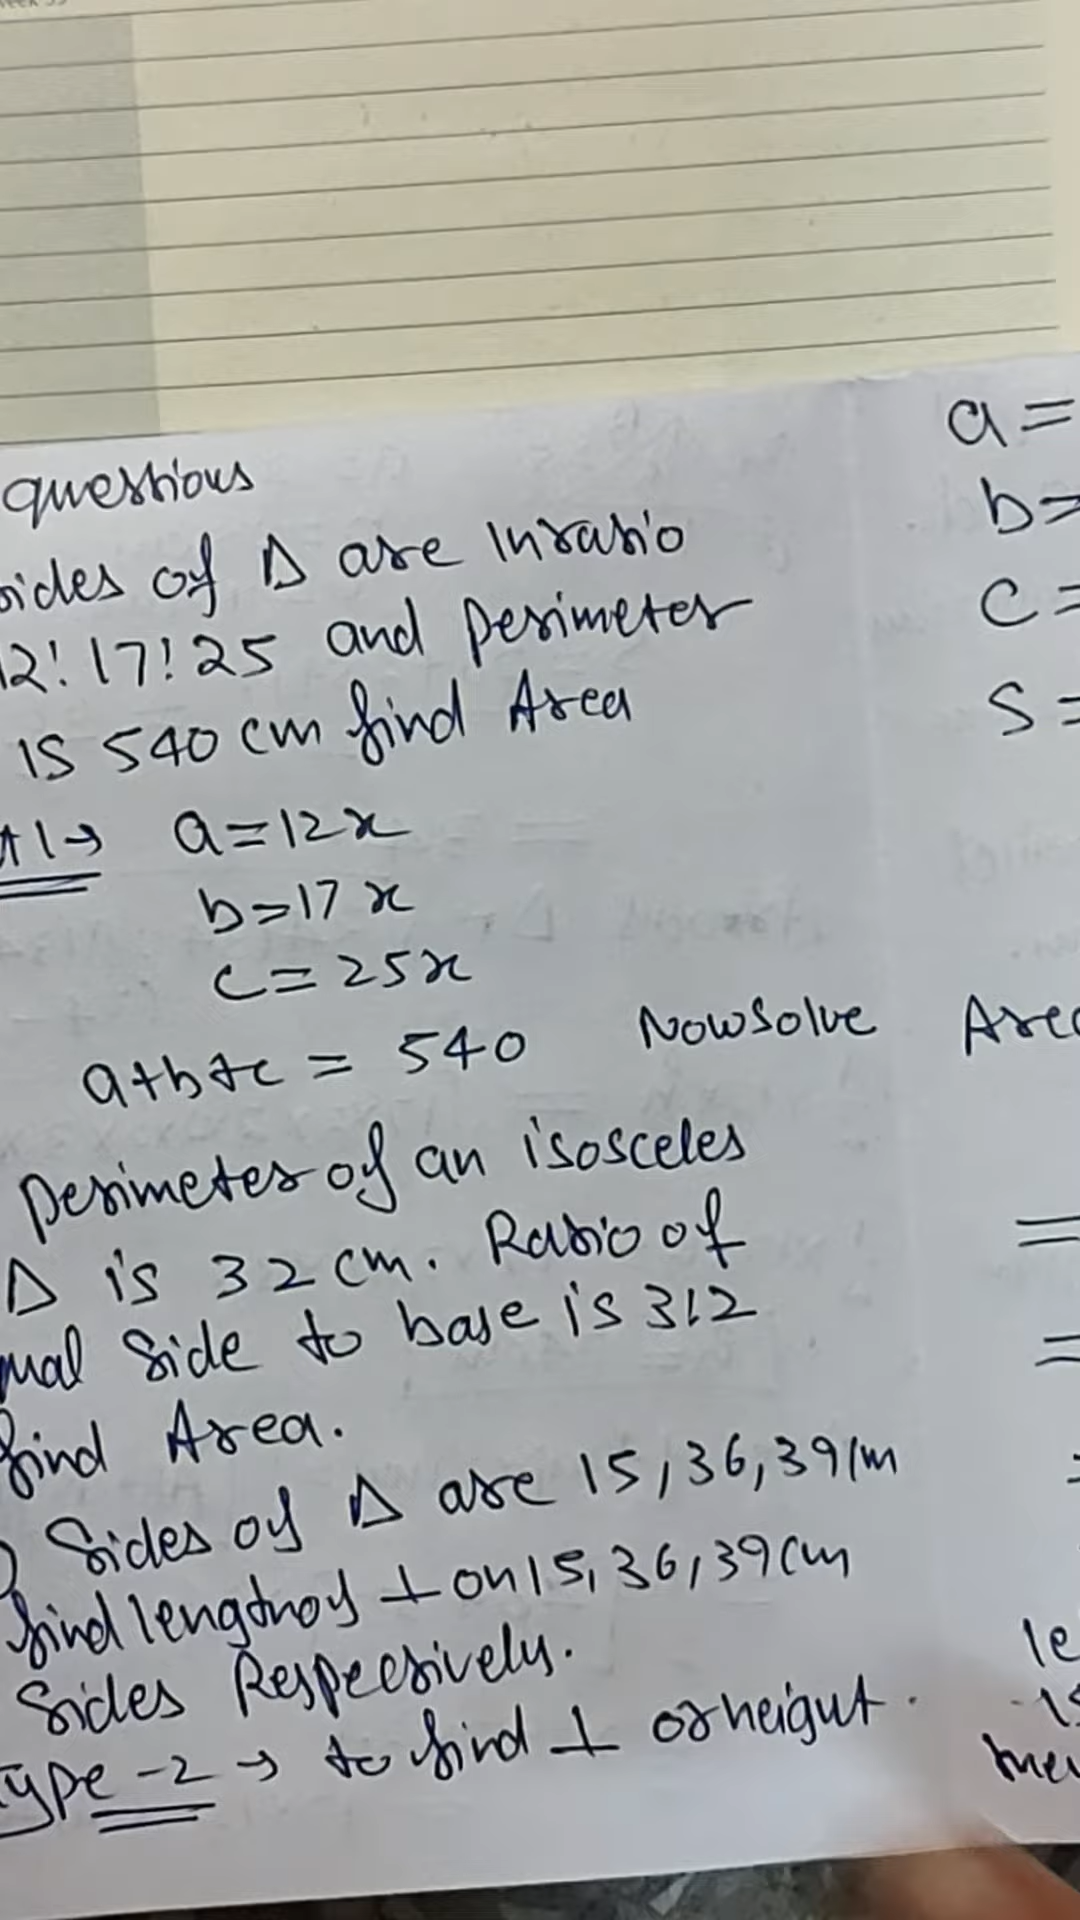 questions
sides of Δ are in ratio
12:17:25 and perimeter
is 540 cm find Area
a=12x
b=17x
c=25x
a+b+c = 540 Now solve
perimeter of an isosceles
Δ is 32 cm. Ratio of
side to base is 3:2
find Area.
Sides of Δ are 15, 36, 39 cm
find length of ⊥ on 15, 36, 39 cm
Sides Respectively.
Type-2 → to find ⊥ or height.
a =
b =
c =
s =
=
=